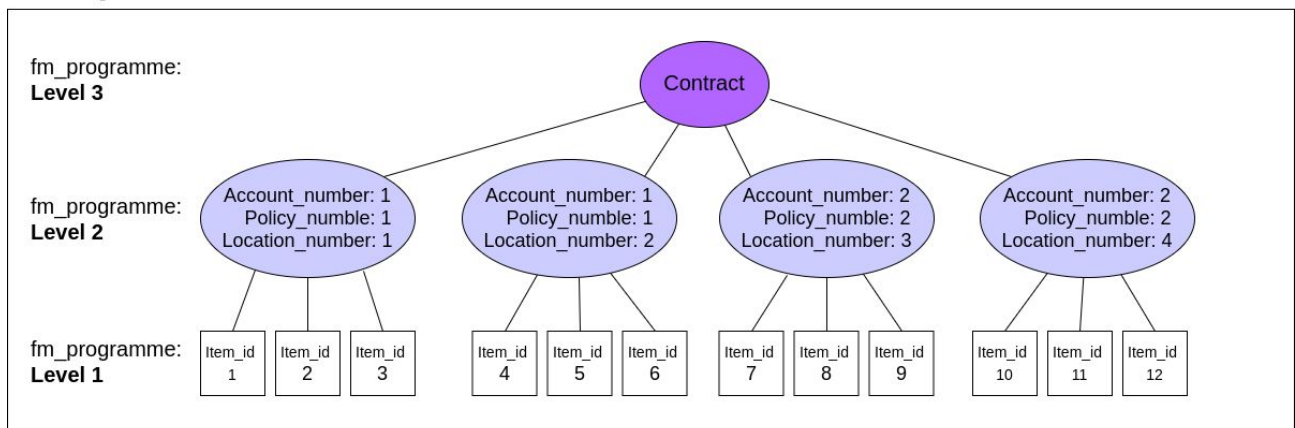 fm_programme:
Level 3
Contract
fm_programme:
Level 2
Account_number: 1
Policy_numble: 1
Location_number: 1
Account_number: 1
Policy_numble: 1
Location_number: 2
Account_number: 2
Policy_numble: 2
Location_number: 3
Account_number: 2
Policy_numble: 2
Location_number: 4
fm_programme:
Level 1
Item_id
1
Item_id
2
Item_id
3
Item_id
4
Item_id
5
Item_id
6
Item_id
7
Item_id
8
Item_id
9
Item_id
10
Item_id
11
Item_id
12